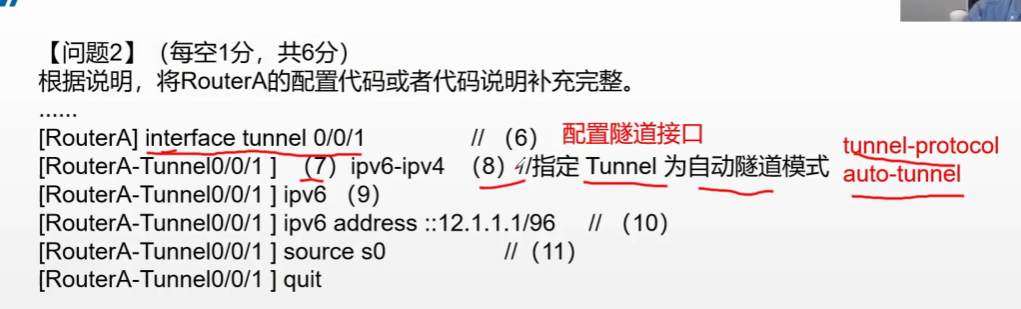 【问题2】（每空1分，共6分）
根据说明，将RouterA的配置代码或者代码说明补充完整。
......
[RouterA] interface tunnel 0/0/1 // （6） 配置隧道接口
[RouterA-Tunnel0/0/1 ] （7）ipv6-ipv4 （8）//指定 Tunnel 为自动隧道模式
tunnel-protocol
auto-tunnel
[RouterA-Tunnel0/0/1 ] ipv6 （9）
[RouterA-Tunnel0/0/1 ] ipv6 address ::12.1.1.1/96 // （10）
[RouterA-Tunnel0/0/1 ] source s0 //（11）
[RouterA-Tunnel0/0/1 ] quit